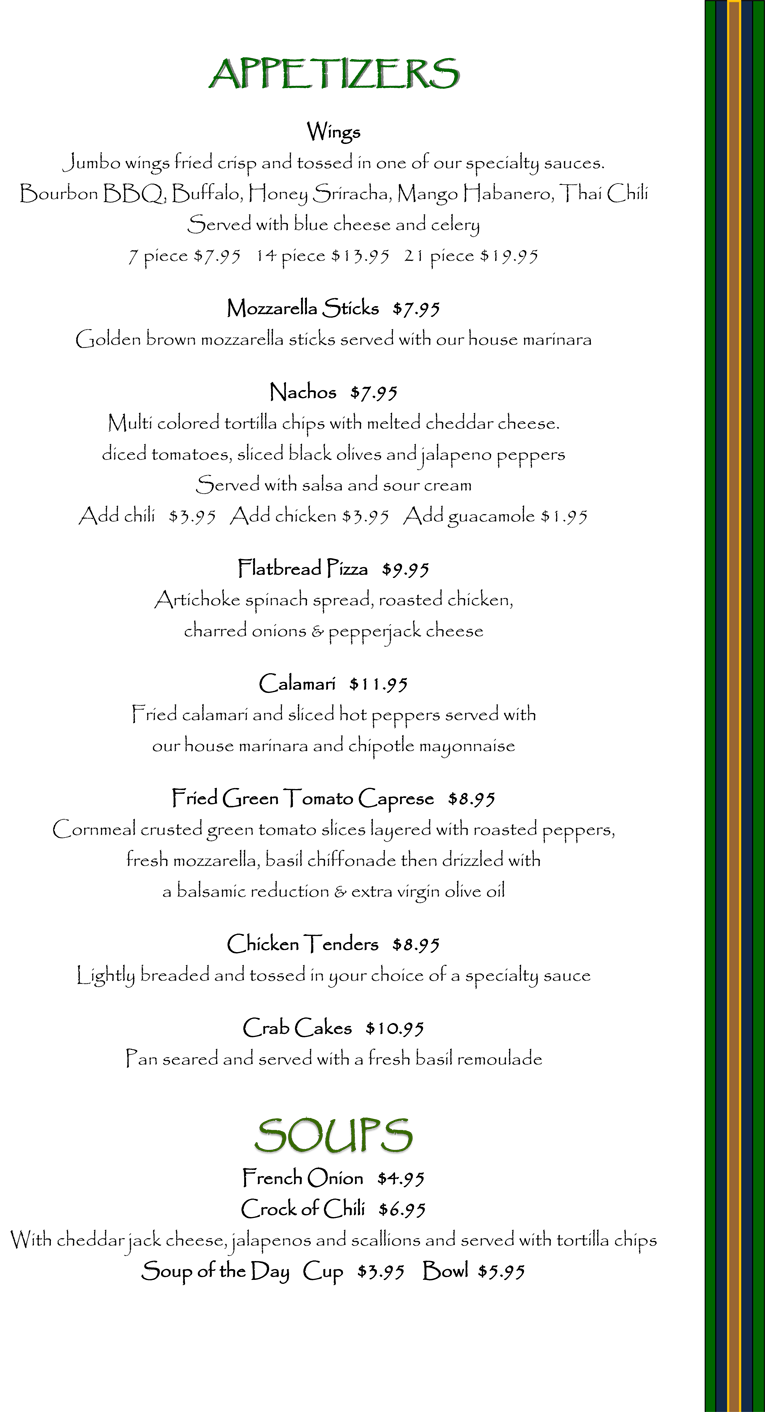 APPETIZERS
Wings
Jumbo wings fried crisp and tossed in one of our specialty sauces.
Bourbon BBQ, Buffalo, Honey Sriracha, Mango Habanero, Thai Chili
Served with blue cheese and celery
7 piece $7.95 14 piece $13.95 21 piece $19.95
Mozzarella Sticks $7.95
Golden brown mozzarella sticks served with our house marinara
Nachos $7.95
Multi colored tortilla chips with melted cheddar cheese.
diced tomatoes, sliced black olives and jalapeno peppers
Served with salsa and sour cream
Add chili $3.95 Add chicken $3.95 Add guacamole $1.95
Flatbread Pizza $9.95
Artichoke spinach spread, roasted chicken,
charred onions & pepperjack cheese
Calamari $11.95
Fried calamari and sliced hot peppers served with
our house marinara and chipotle mayonnaise
Fried Green Tomato Caprese $8.95
Cornmeal crusted green tomato slices layered with roasted peppers,
fresh mozzarella, basil chiffonade then drizzled with
a balsamic reduction & extra virgin olive oil
Chicken Tenders $8.95
Lightly breaded and tossed in your choice of a specialty sauce
Crab Cakes $10.95
Pan seared and served with a fresh basil remoulade
SOUPS
French Onion $4.95
Crock of Chili $6.95
With cheddar jack cheese, jalapenos and scallions and served with tortilla chips
Soup of the Day Cup $3.95 Bowl $5.95